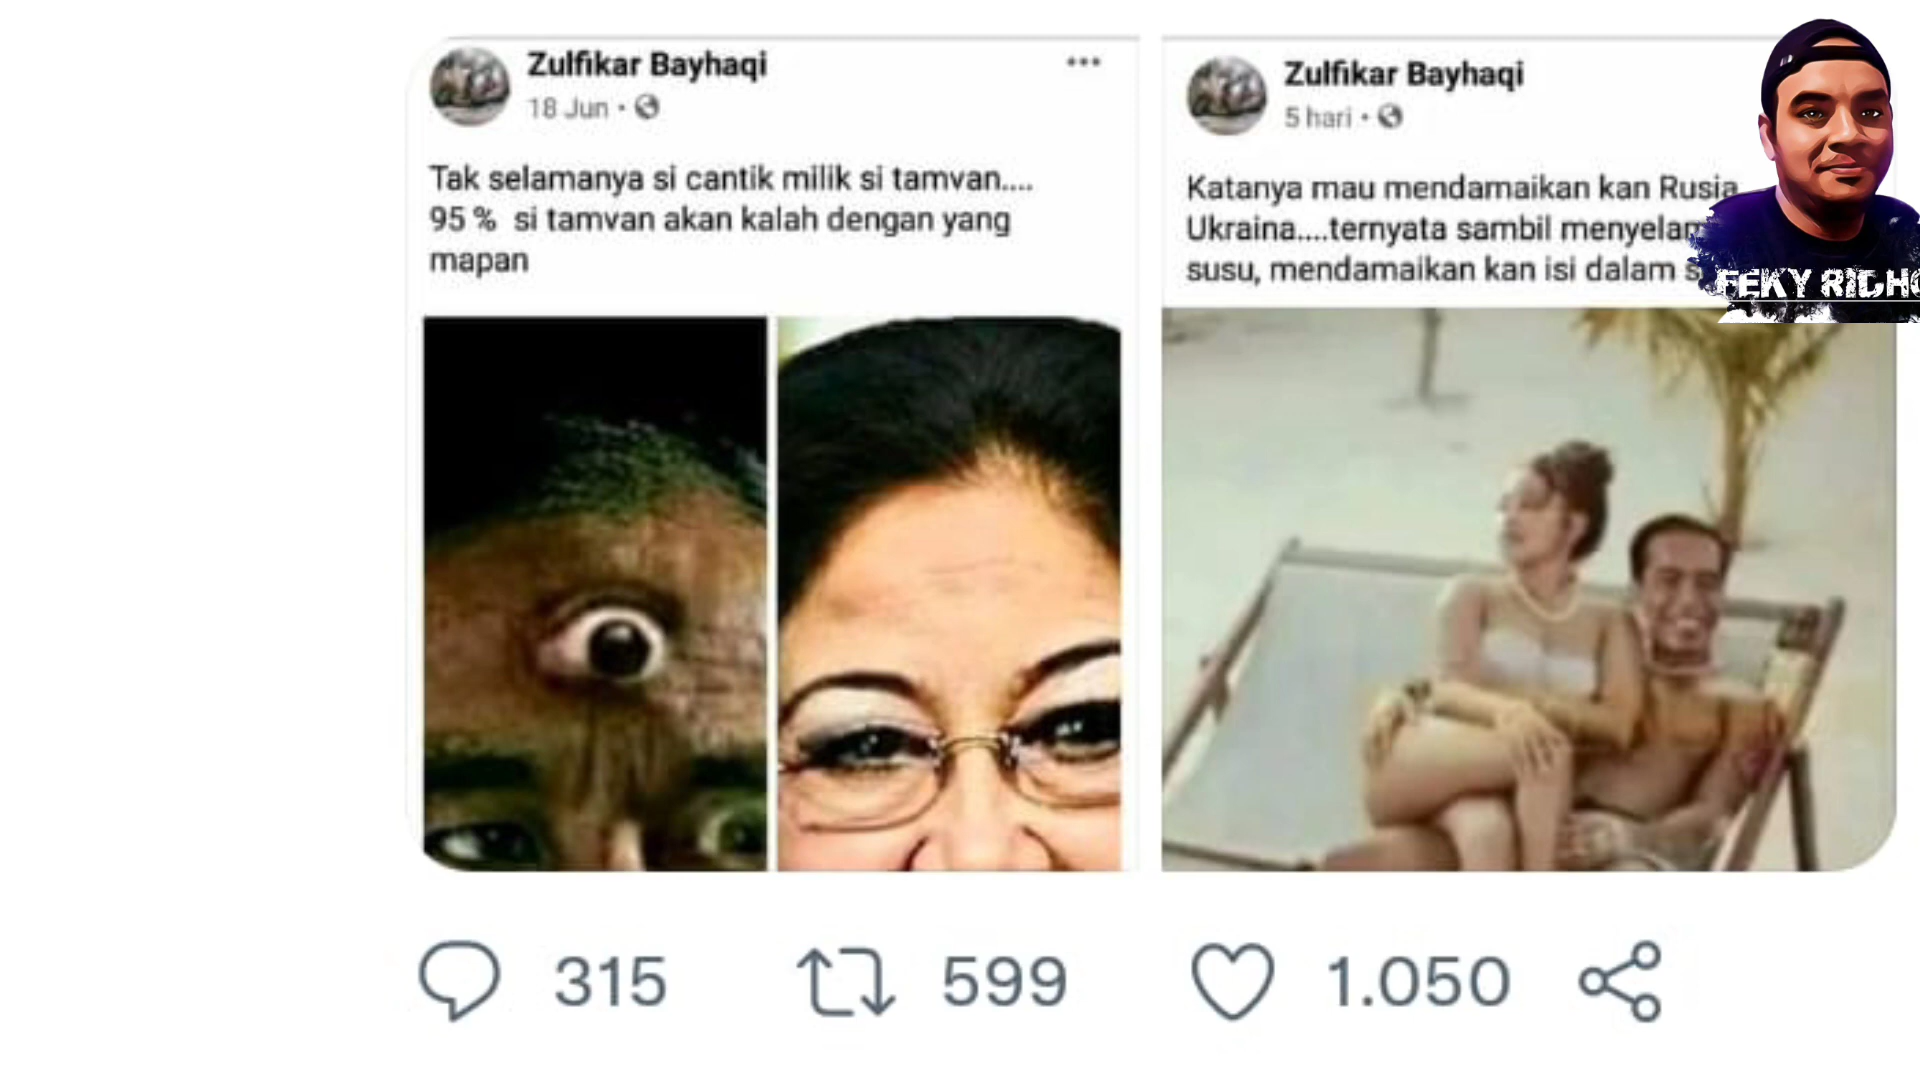 Zulfikar Bayhaqi
18 Jun
Tak selamanya si cantik milik si tamvan....
95 % si tamvan akan kalah dengan yang
mapan
Zulfikar Bayhaqi
5 hari
Katanya mau mendamaikan kan Rusia
Ukraina....ternyata sambil
susu, mendamaikan kan isi dalam
FEKY
315
599
1.050